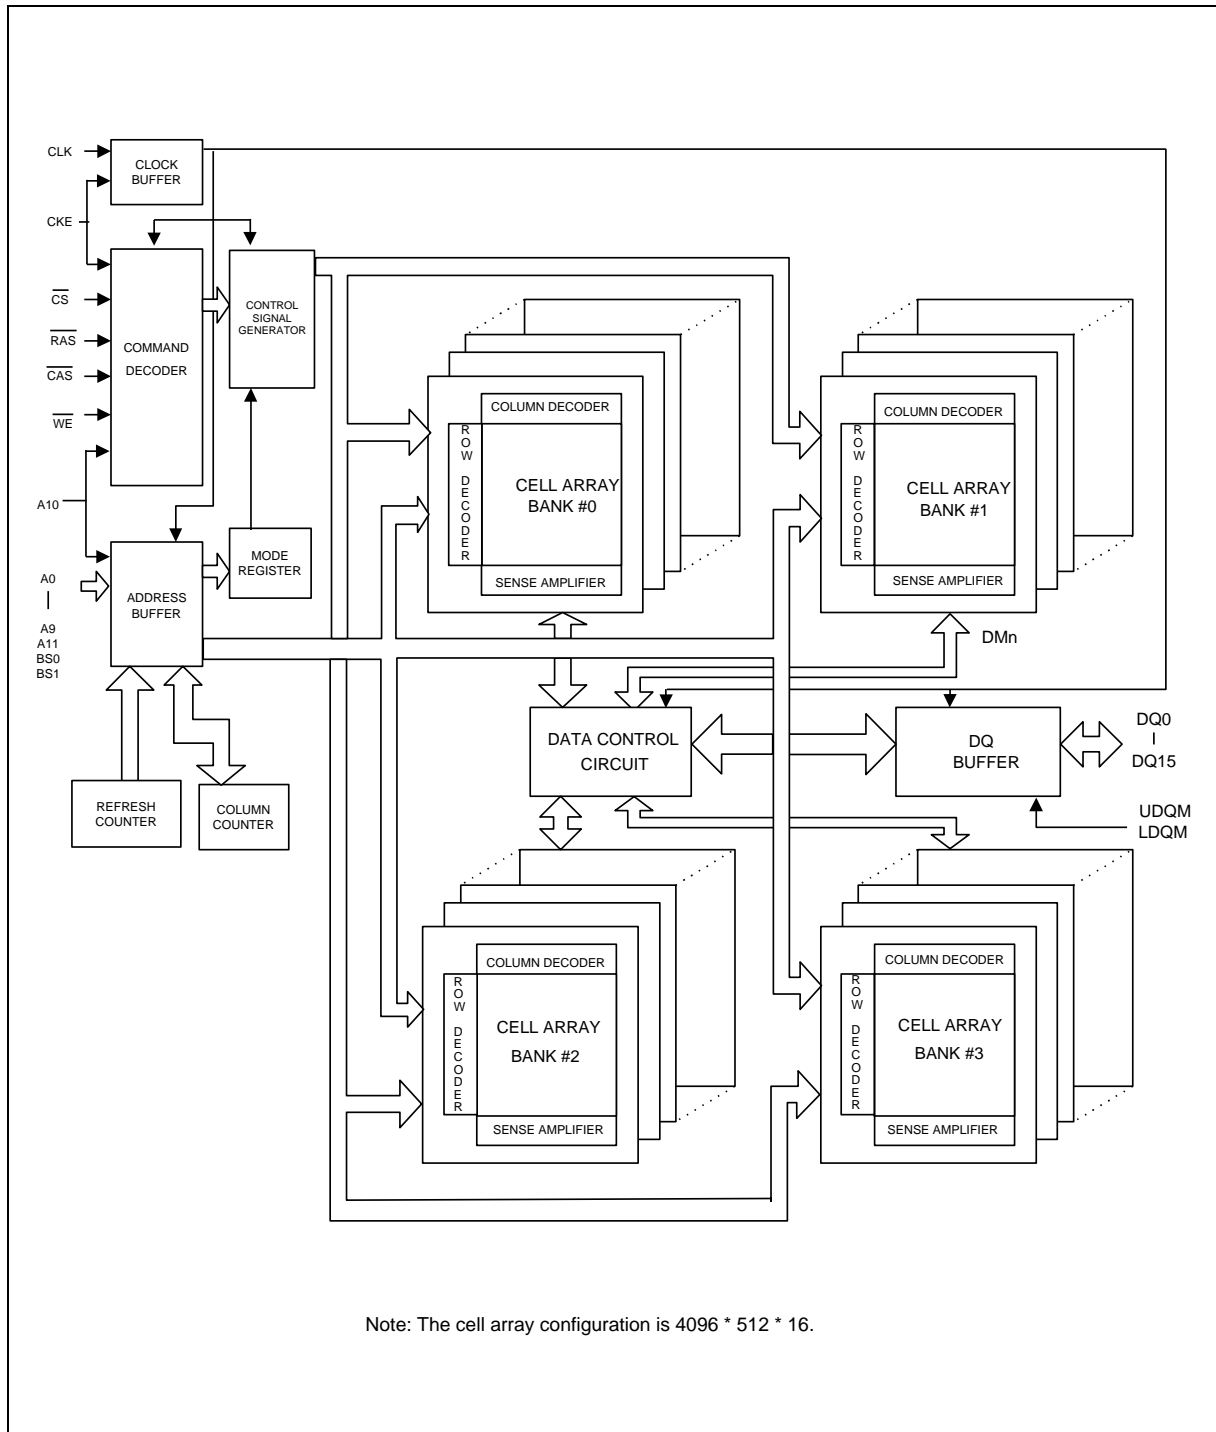 CLK
CLOCK
BUFFER
CKE
CS
RAS
CAS
WE
A10
COMMAND
DECODER
CONTROL
SIGNAL
GENERATOR
MODE
REGISTER
A0
A9
A11
BS0
BS1
ADDRESS
BUFFER
REFRESH
COUNTER
COLUMN
COUNTER
COLUMN DECODER
ROW DECODER
CELL ARRAY
BANK #0
SENSE AMPLIFIER
COLUMN DECODER
ROW DECODER
CELL ARRAY
BANK #1
SENSE AMPLIFIER
DMn
DATA CONTROL
CIRCUIT
DQ
BUFFER
DQ0
DQ15
UDQM
LDQM
COLUMN DECODER
ROW DECODER
CELL ARRAY
BANK #2
SENSE AMPLIFIER
COLUMN DECODER
ROW DECODER
CELL ARRAY
BANK #3
SENSE AMPLIFIER
Note: The cell array configuration is 4096 * 512 * 16.